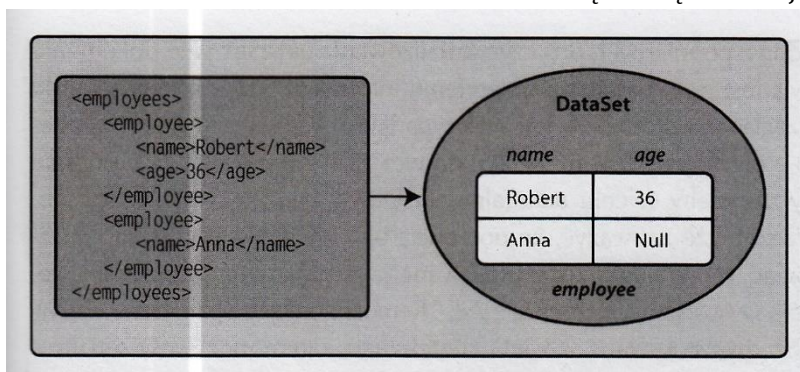 <employees>
<employee>
<name>Robert</name>
<age>36</age>
</employee>
<employee>
<name>Anna</name>
</employee>
</employees>
DataSet
name age
Robert 36
Anna Null
employee